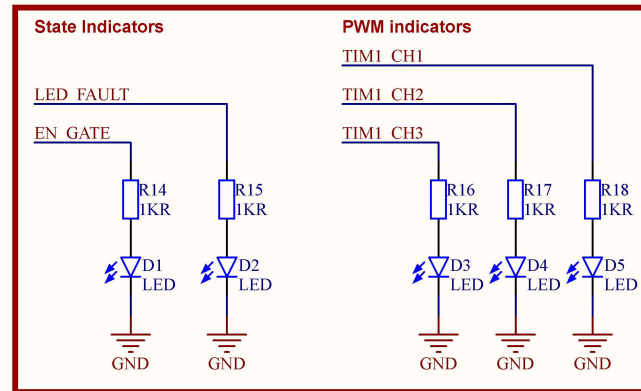 State Indicators
LED_FAULT
EN_GATE
R14
1KR
R15
1KR
D1
LED
D2
LED
GND
GND
PWM indicators
TIM1_CH1
TIM1_CH2
TIM1_CH3
R16
1KR
R17
1KR
R18
1KR
D3
LED
D4
LED
D5
LED
GND
GND
GND